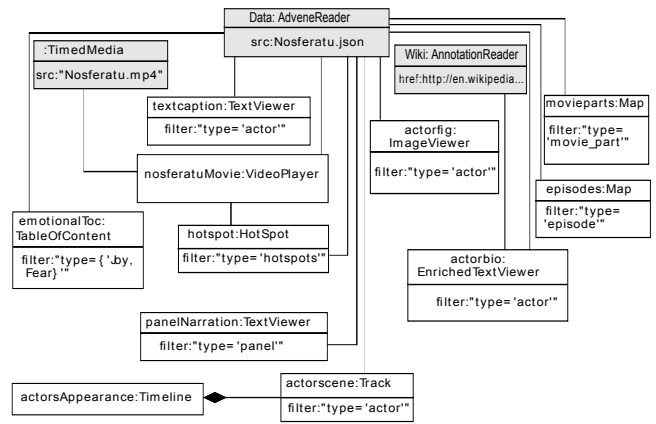 Data: AdveneReader
src:Nosferatu.json
:TimedMedia
src:"Nosferatu.mp4"
Wiki: AnnotationReader
href:http://en.wikipedia...
textcaption:TextViewer
filter:"type= 'actor'"
movieparts:Map
filter:"type=
'movie_part'"
actorfig:
ImageViewer
filter:"type= 'actor'"
nosferatuMovie:VideoPlayer
episodes:Map
filter:"type=
'episode'"
emotionalToc:
TableOfContent
filter:"type= { 'Joy,
Fear} '"
hotspot:HotSpot
filter:"type= 'hotspots'"
actorbio:
EnrichedTextViewer
filter:"type= 'actor'"
panelNarration:TextViewer
filter:"type= 'panel'"
actorscene:Track
filter:"type= 'actor'"
actorsAppearance:Timeline